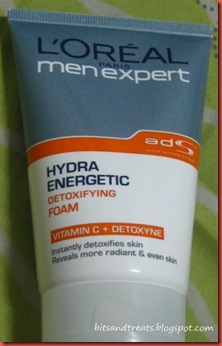 L'ORÉAL
PARIS
men expert
ads
HYDRA
ENERGETIC
DETOXIFYING
FOAM
VITAMIN C + DETOXYNE
Instantly detoxifies skin
Reveals more radiant & even skin
bitsandtreats.blogspot.com